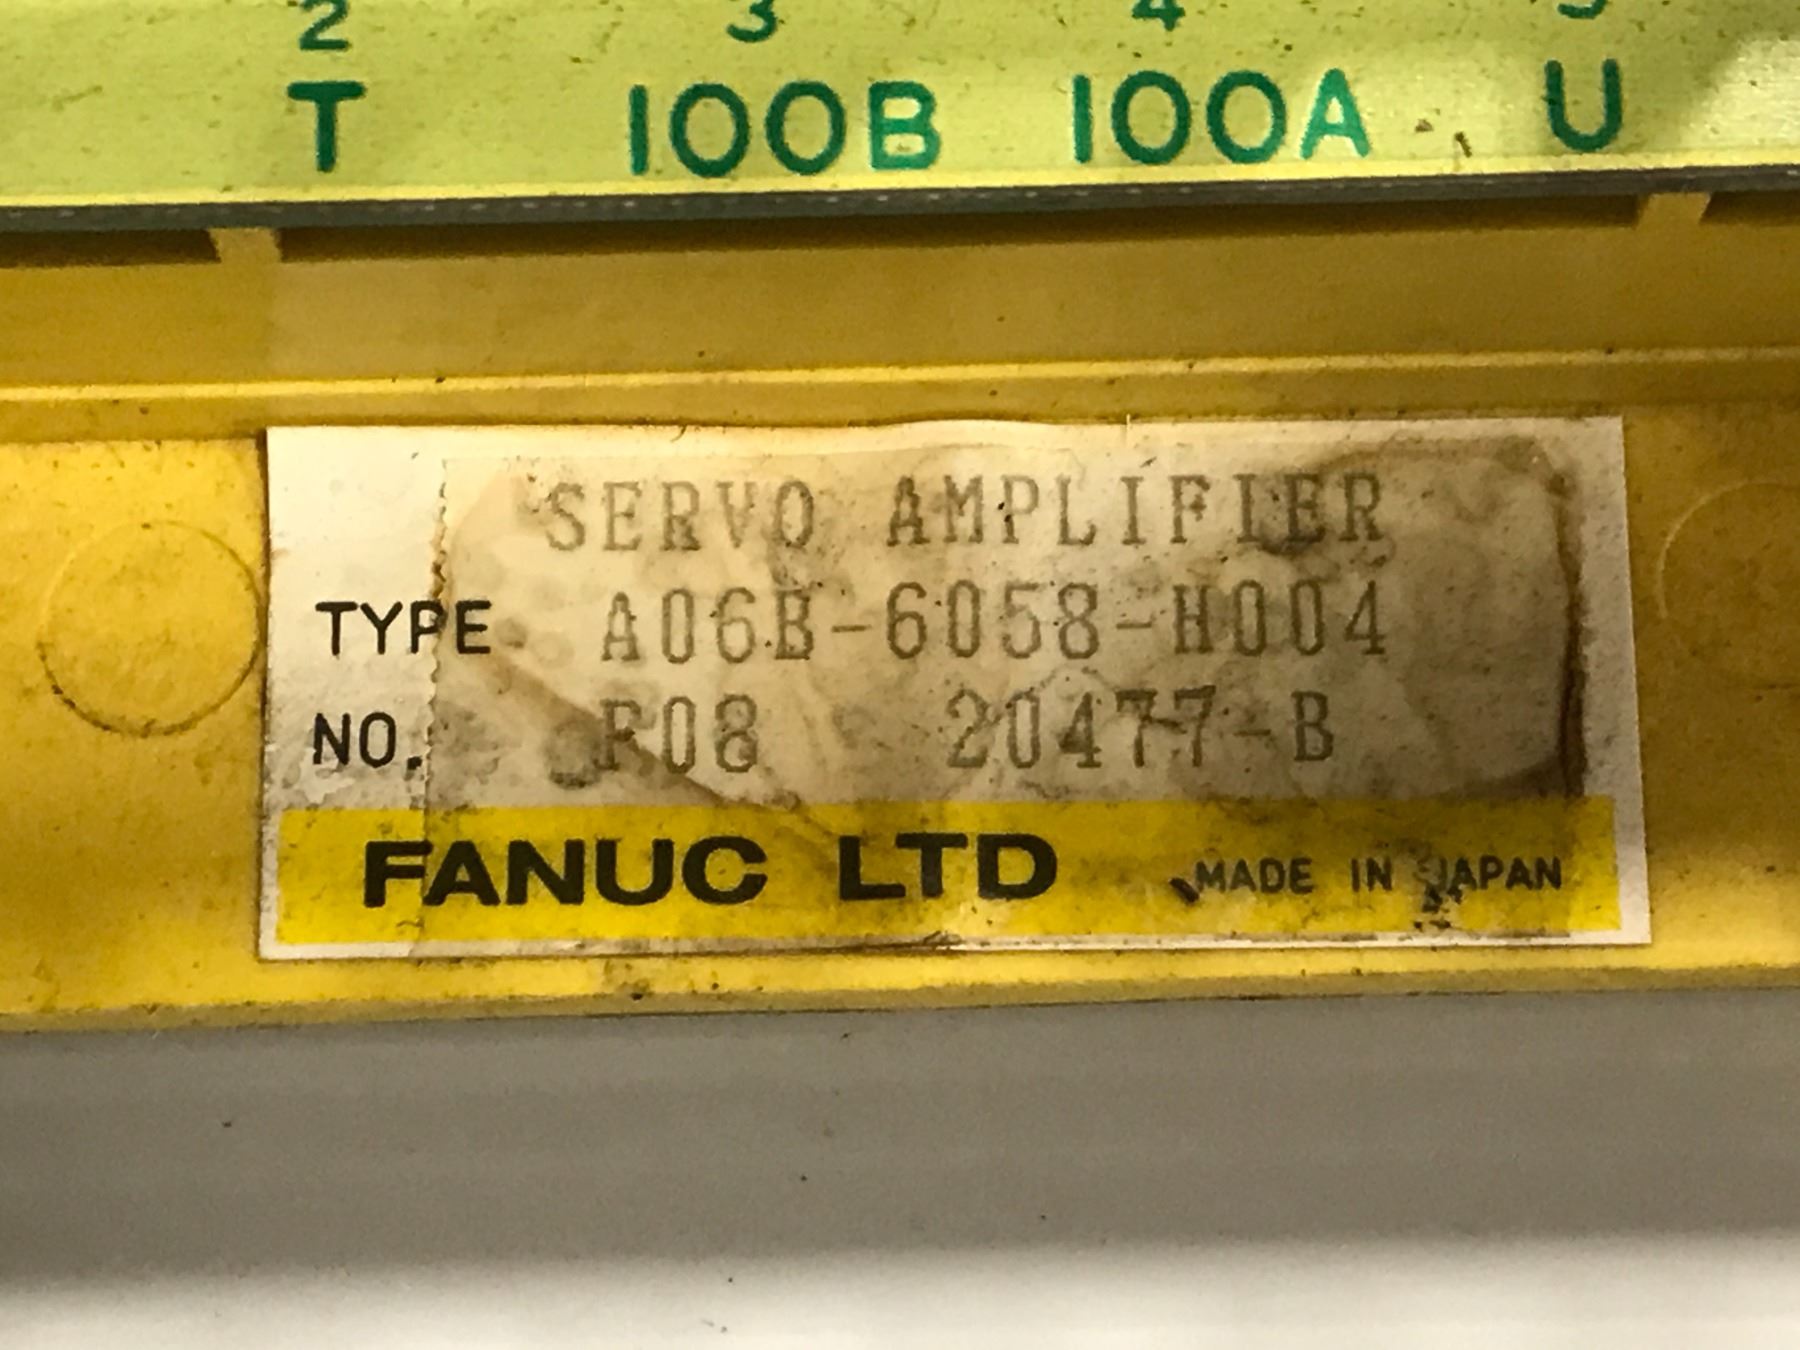 2 3 4 5
T 100B 100A U
SERVO AMPLIFIER
TYPE A06B-6058-H004
NO. F08 20477-B
FANUC LTD MADE IN JAPAN